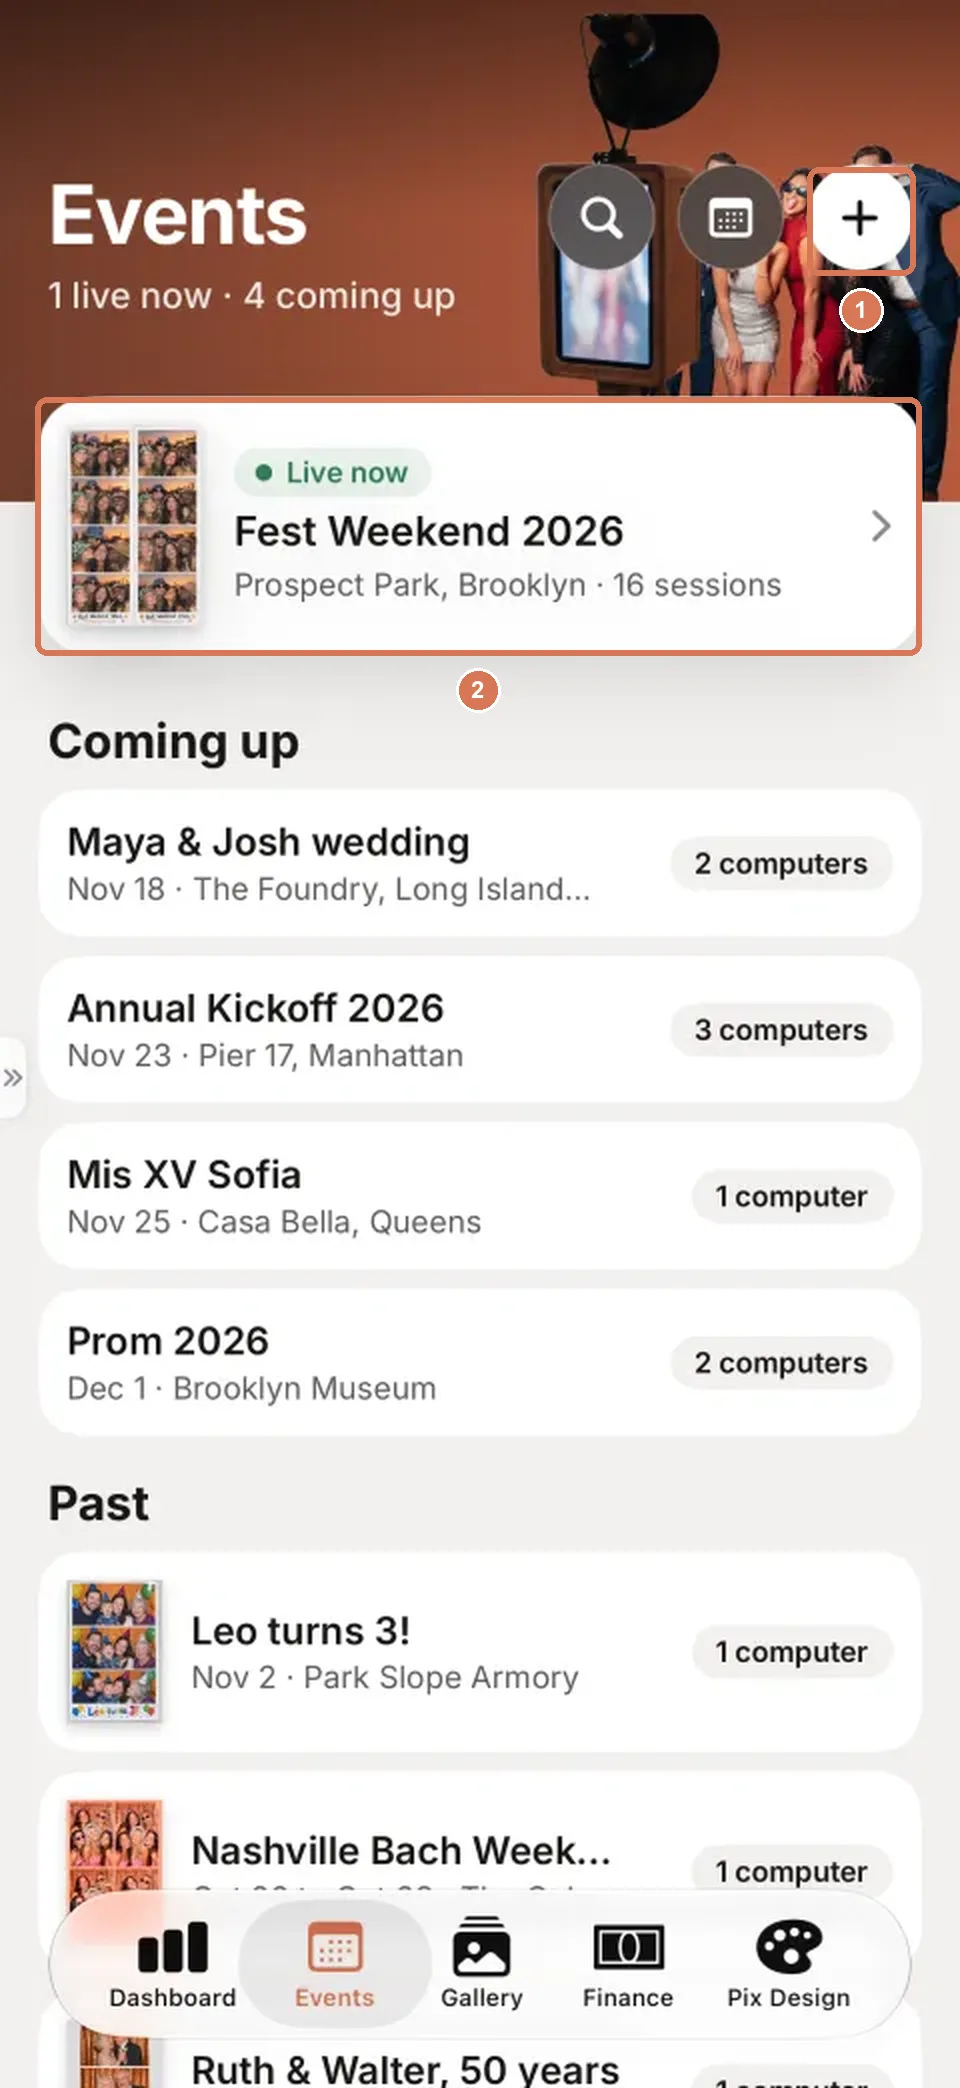 Events
1 live now · 4 coming up
1
Live now
Fest Weekend 2026
Prospect Park, Brooklyn · 16 sessions
2
Coming up
Maya & Josh wedding
2 computers
Nov 18 · The Foundry, Long Island...
Annual Kickoff 2026
3 computers
Nov 23 · Pier 17, Manhattan
Mis XV Sofia
1 computer
Nov 25 · Casa Bella, Queens
Prom 2026
2 computers
Dec 1 · Brooklyn Museum
Past
Leo turns 3!
1 computer
Nov 2 · Park Slope Armory
Nashville Bach Week...
1 computer
Dashboard
Events
Gallery
Finance
Pix Design
Ruth & Walter, 50 years